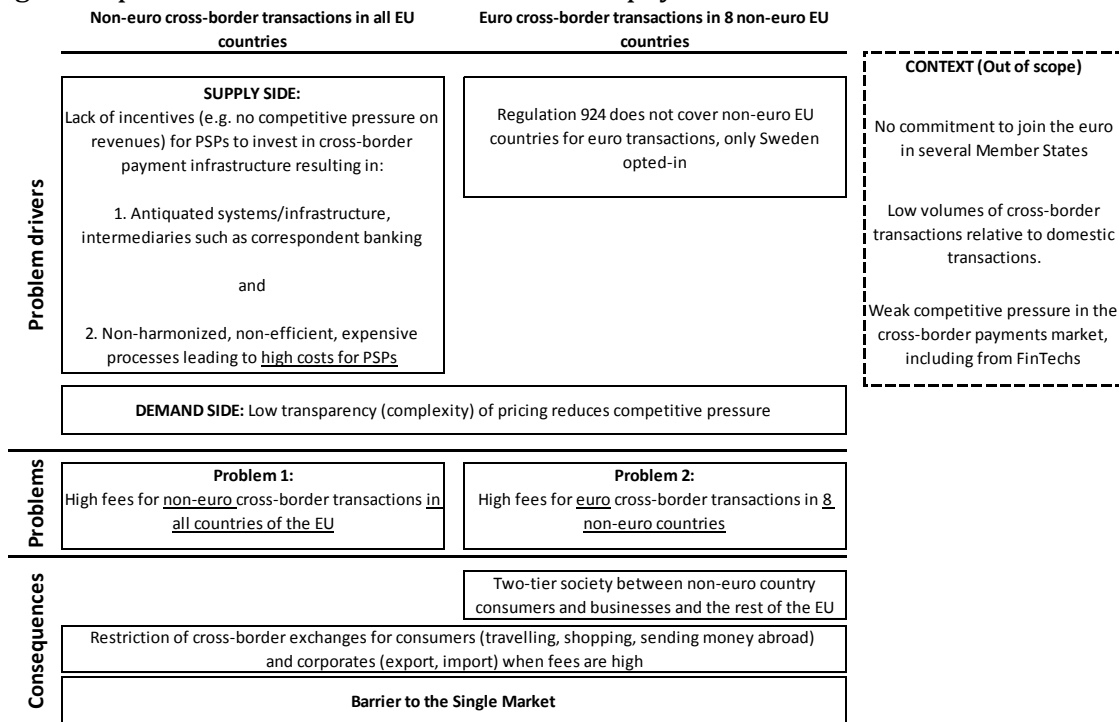 Non-euro cross-border transactions in all EU
countries
Euro cross-border transactions in 8 non-euro EU
countries
Problem drivers
SUPPLY SIDE:
Lack of incentives (e.g. no competitive pressure on
revenues) for PSPs to invest in cross-border
payment infrastructure resulting in:
1. Antiquated systems/infrastructure,
intermediaries such as correspondent banking
and
2. Non-harmonized, non-efficient, expensive
processes leading to high costs for PSPs
Regulation 924 does not cover non-euro EU
countries for euro transactions, only Sweden
opted-in
CONTEXT (Out of scope)
No commitment to join the euro
in several Member States
Low volumes of cross-border
transactions relative to domestic
transactions.
Weak competitive pressure in the
cross-border payments market,
including from FinTechs
DEMAND SIDE: Low transparency (complexity) of pricing reduces competitive pressure
Problems
Problem 1:
High fees for non-euro cross-border transactions in
all countries of the EU
Problem 2:
High fees for euro cross-border transactions in 8
non-euro countries
Consequences
Two-tier society between non-euro country
consumers and businesses and the rest of the EU
Restriction of cross-border exchanges for consumers (travelling, shopping, sending money abroad)
and corporates (export, import) when fees are high
Barrier to the Single Market